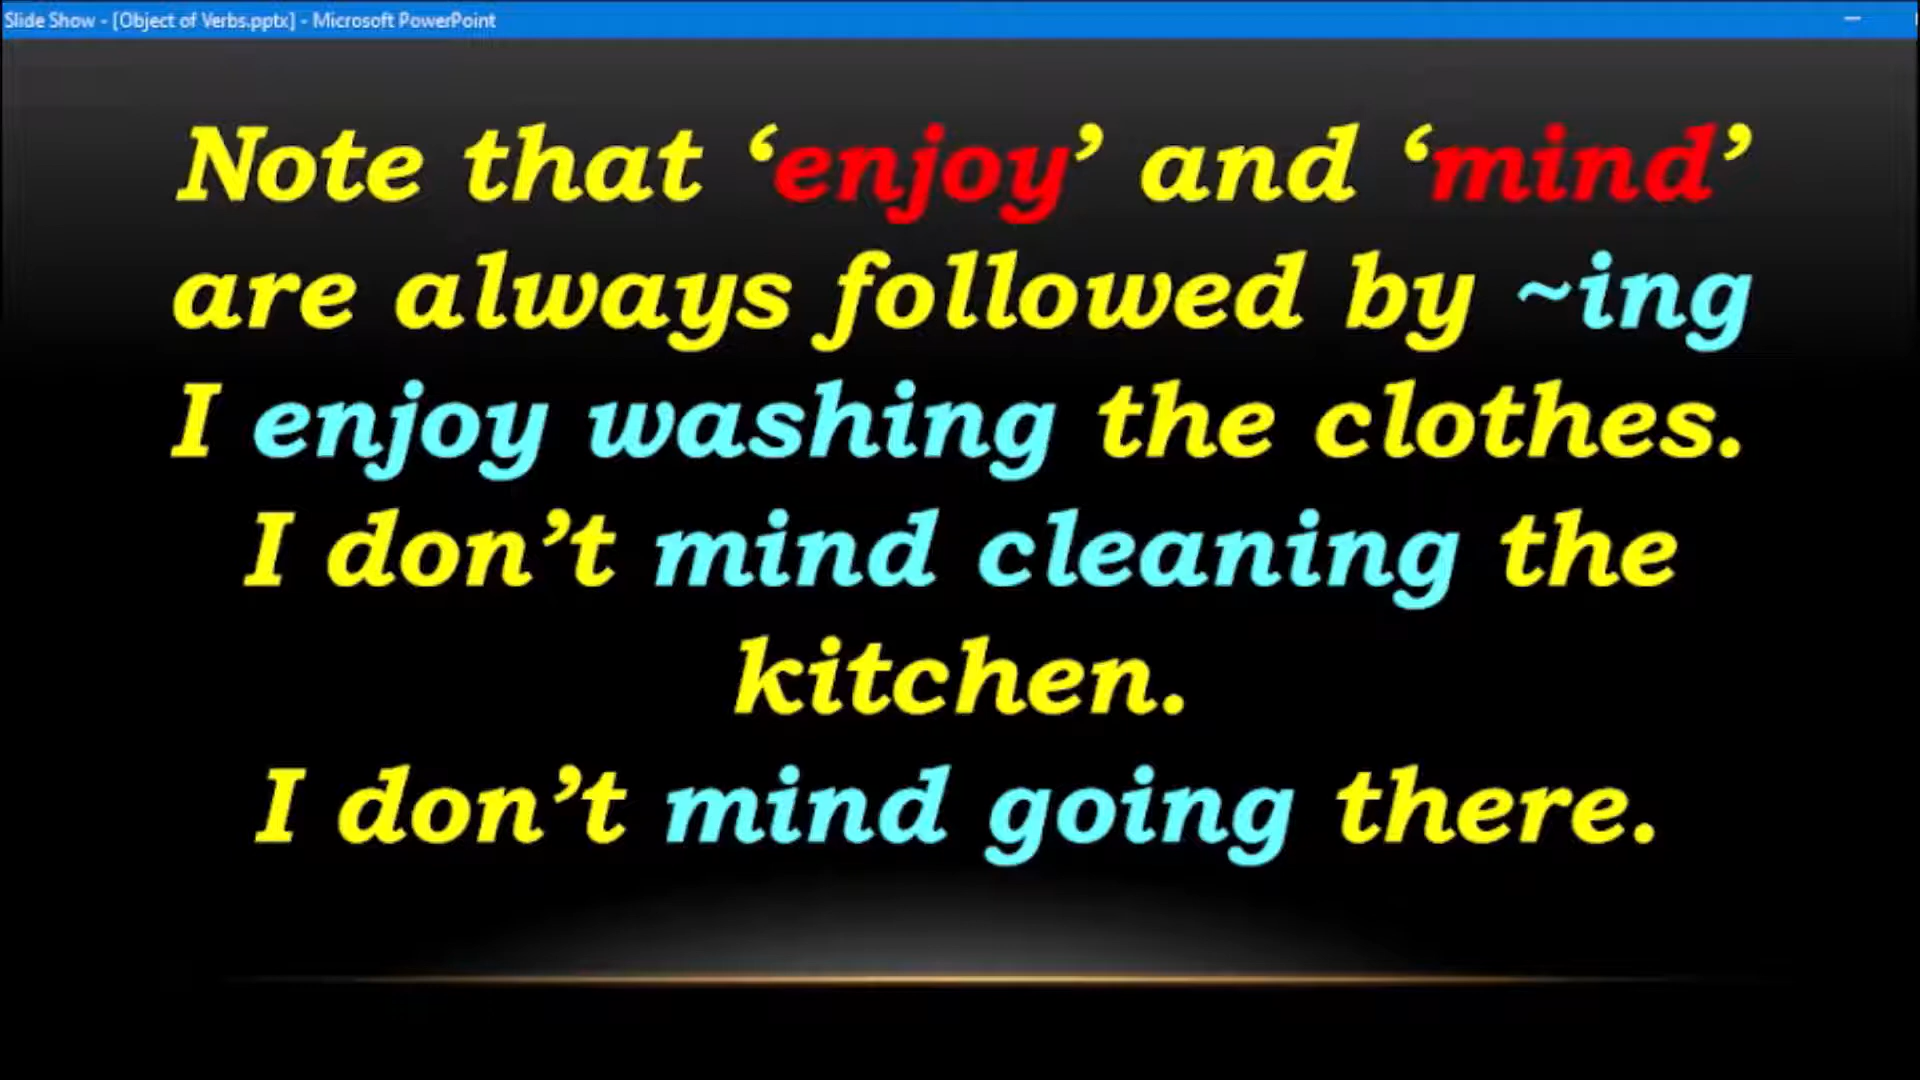 Slide Show - [Object of Verbs.pptx] - Microsoft PowerPoint
Note that ‘enjoy’ and ‘mind’
are always followed by ~ing
I enjoy washing the clothes.
I don’t mind cleaning the
kitchen.
I don’t mind going there.